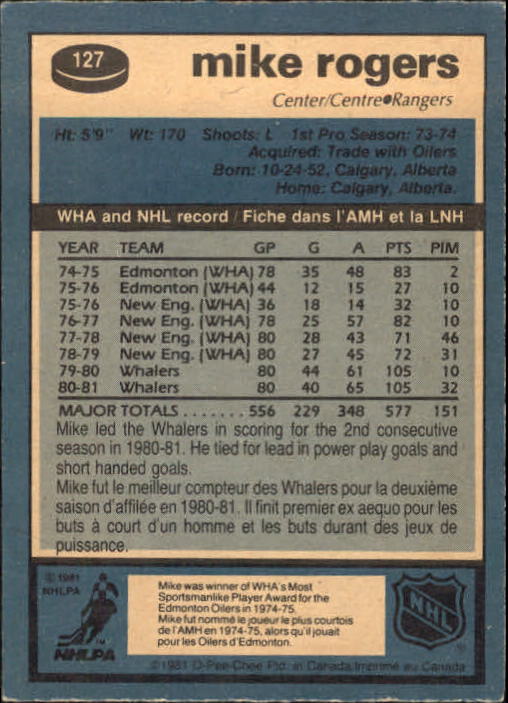 127
mike rogers
Center/Centre•Rangers
Ht: 5'9" Wt: 170 Shoots: L 1st Pro Season: 73-74
Acquired: Trade with Oilers
Born: 10-24-52, Calgary, Alberta
Home: Calgary, Alberta.
WHA and NHL record / Fiche dans l'AMH et la LNH
YEAR TEAM GP G A PTS PIM
74-75 Edmonton (WHA) 78 35 48 83 2
75-76 Edmonton (WHA) 44 12 15 27 10
75-76 New Eng. (WHA) 36 18 14 32 10
76-77 New Eng. (WHA) 78 25 57 82 10
77-78 New Eng. (WHA) 80 28 43 71 46
78-79 New Eng. (WHA) 80 27 45 72 31
79-80 Whalers 80 44 61 105 10
80-81 Whalers 80 40 65 105 32
MAJOR TOTALS ....... 556 229 348 577 151
Mike led the Whalers in scoring for the 2nd consecutive
season in 1980-81. He tied for lead in power play goals and
short handed goals.
Mike fut le meilleur compteur des Whalers pour la deuxième
saison d'affilée en 1980-81. Il finit premier ex aequo pour les
buts à court d'un homme et les buts durant des jeux de
puissance.
© 1981
NHLPA
NHLPA
TM
Mike was winner of WHA's Most
Sportsmanlike Player Award for the
Edmonton Oilers in 1974-75.
Mike fut nommé le joueur le plus courtois
de l'AMH en 1974-75, alors qu'il jouait
pour les Oilers d'Edmonton.
NHL
®
© 1981 O-Pee-Chee Ptd. in Canada/Imprimé au Canada